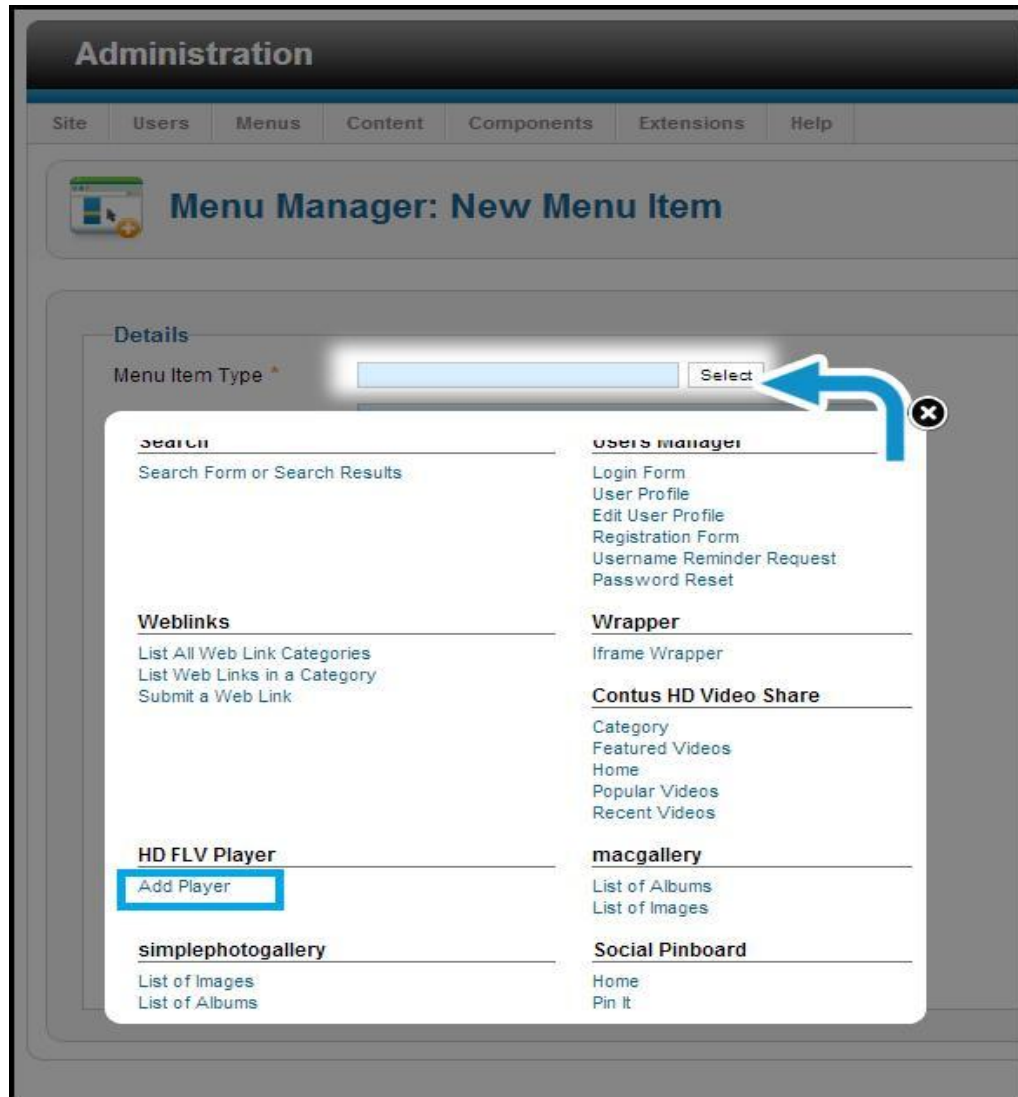 Administration
Site Users Menus Content Components Extensions Help
Menu Manager: New Menu Item
Details
Menu Item Type *
Select
Search
Search Form or Search Results
Users Manager
Login Form
User Profile
Edit User Profile
Registration Form
Username Reminder Request
Password Reset
Weblinks
List All Web Link Categories
List Web Links in a Category
Submit a Web Link
Wrapper
Iframe Wrapper
Contus HD Video Share
Category
Featured Videos
Home
Popular Videos
Recent Videos
HD FLV Player
Add Player
macgallery
List of Albums
List of Images
simplephotogallery
List of Images
List of Albums
Social Pinboard
Home
Pin It